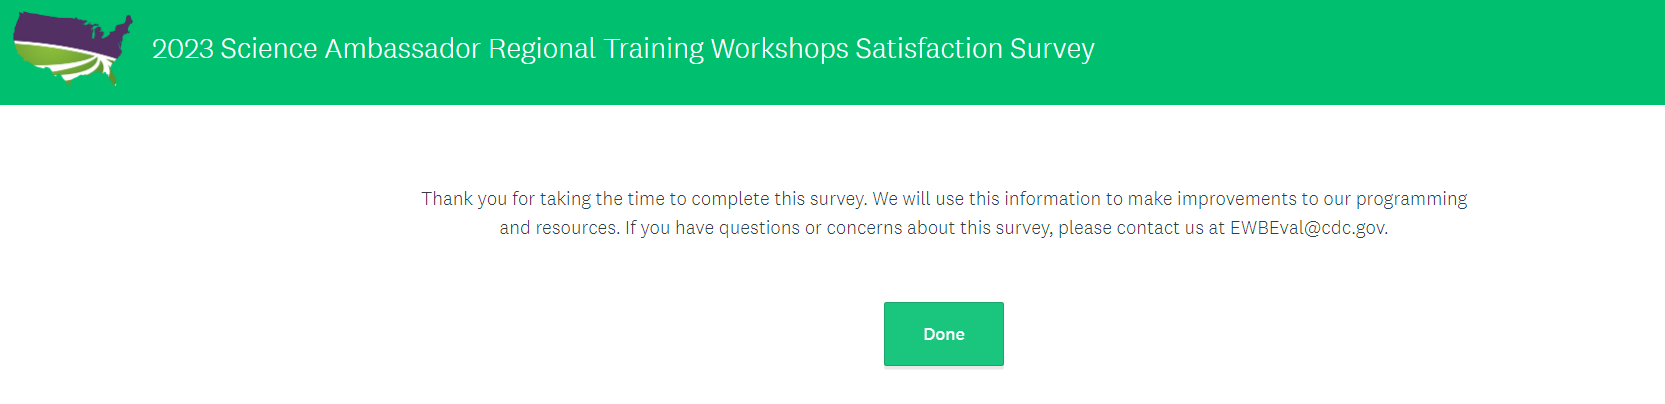 2023 Science Ambassador Regional Training Workshops Satisfaction Survey
Thank you for taking the time to complete this survey. We will use this information to make improvements to our programming
and resources. If you have questions or concerns about this survey, please contact us at EWBEval@cdc.gov.
Done